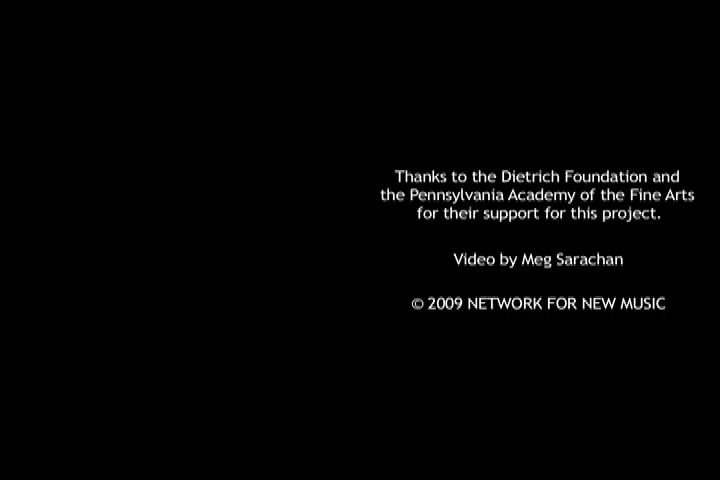 Thanks to the Dietrich Foundation and
the Pennsylvania Academy of the Fine Arts
for their support for this project.
Video by Meg Sarachan
© 2009 NETWORK FOR NEW MUSIC